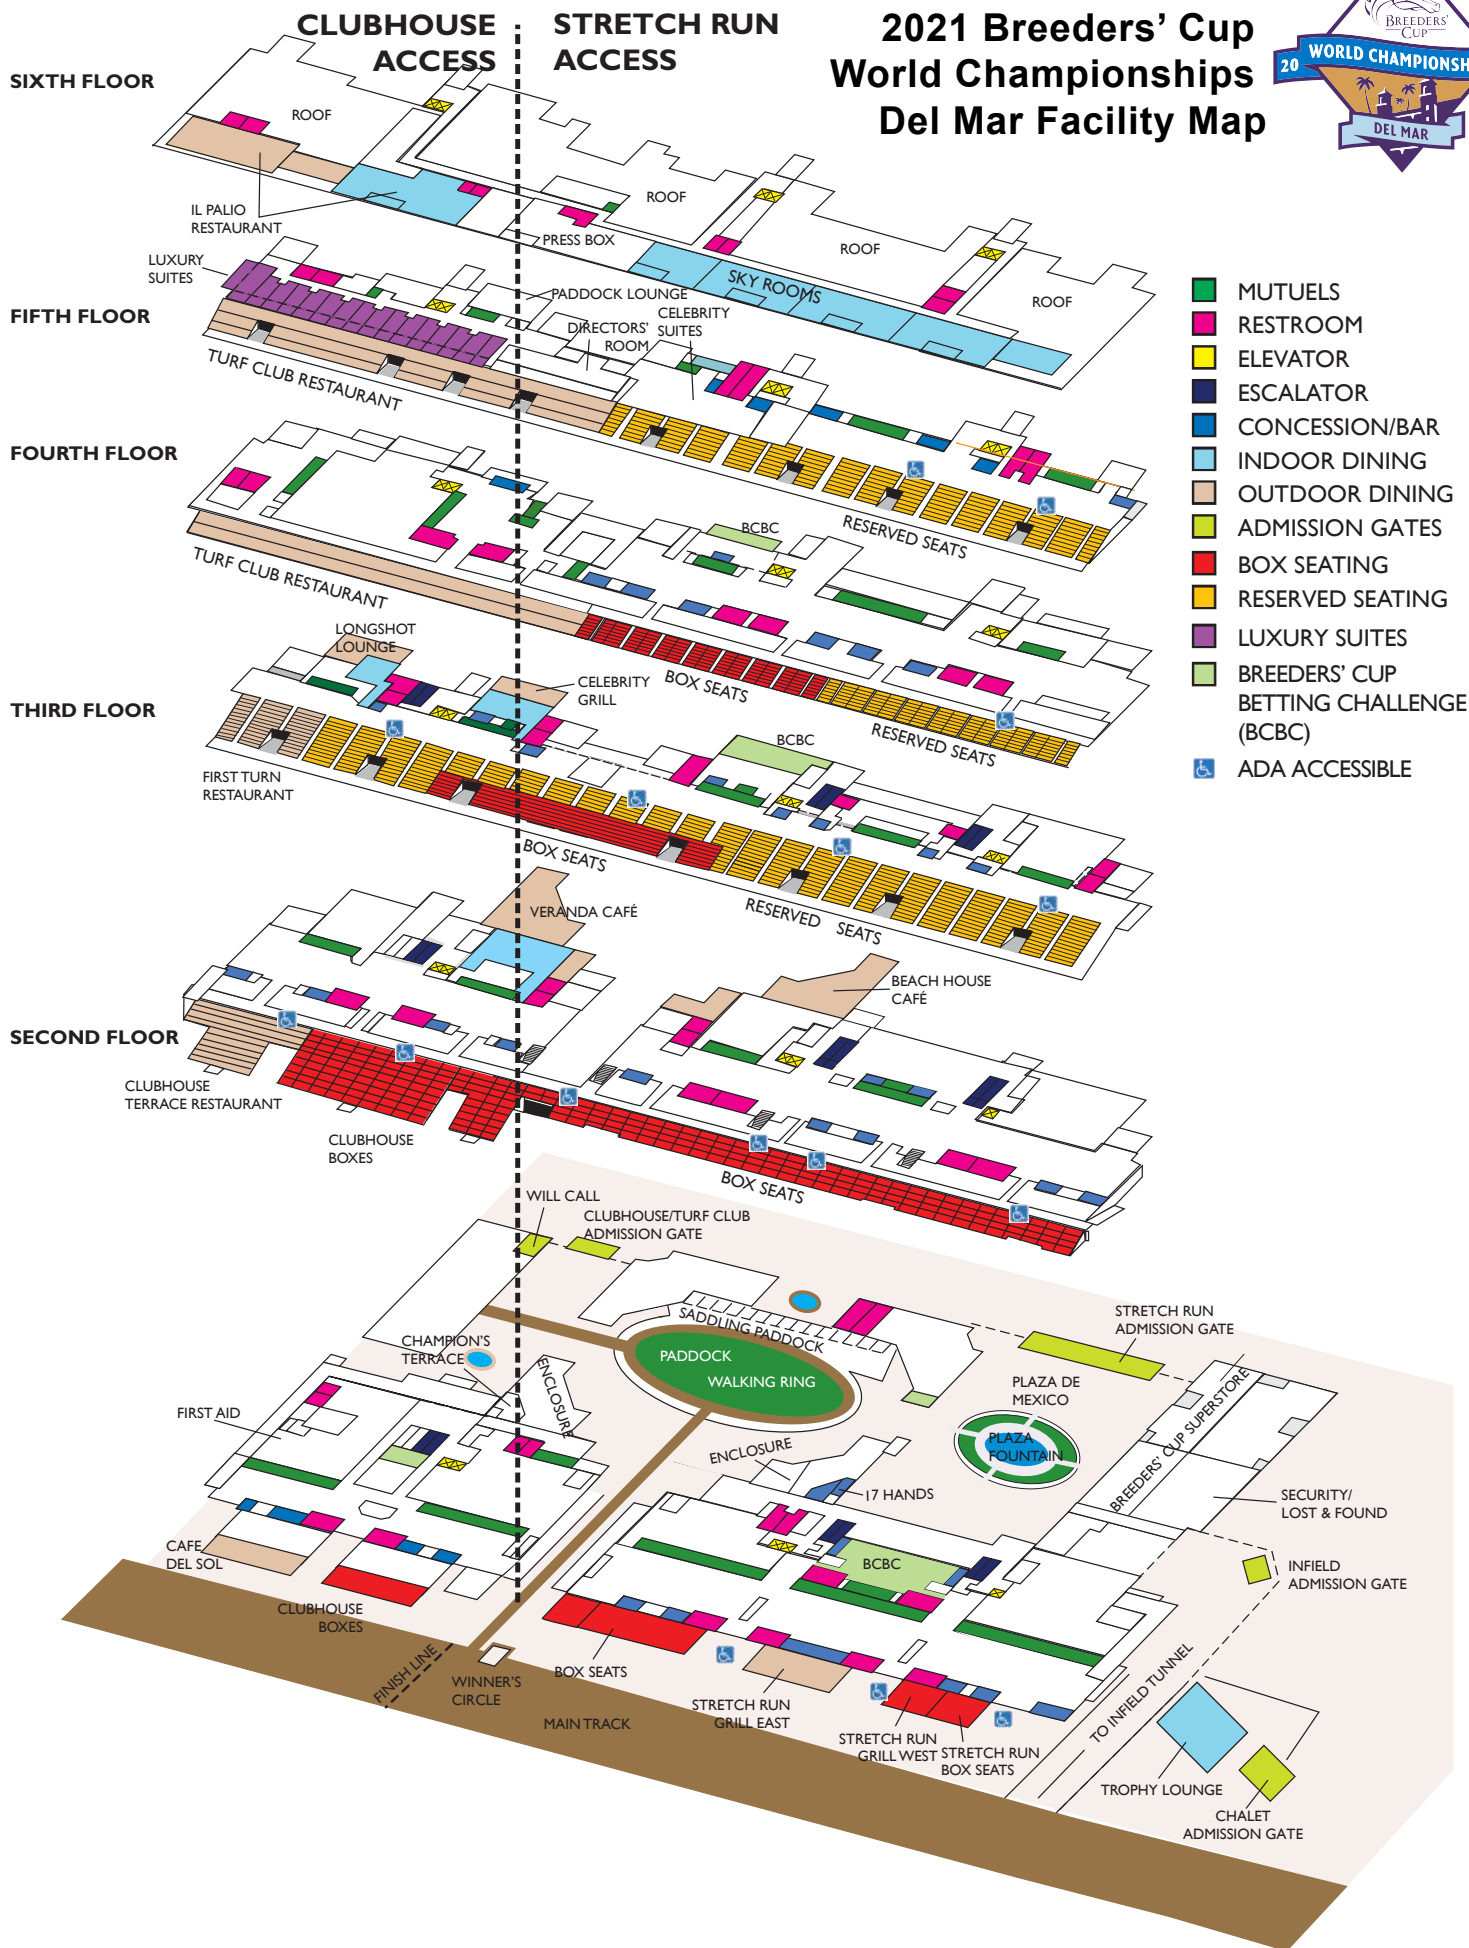 CLUBHOUSE
ACCESS
STRETCH RUN
ACCESS
2021 Breeders’ Cup
World Championships
Del Mar Facility Map
BREEDERS’
CUP
20
WORLD CHAMPIONSH
DEL MAR
SIXTH FLOOR
ROOF
IL PALIO
RESTAURANT
PRESS BOX
ROOF
SKY ROOMS
ROOF
ROOF
LUXURY
SUITES
FIFTH FLOOR
PADDOCK LOUNGE
DIRECTORS’
ROOM
CELEBRITY
SUITES
TURF CLUB RESTAURANT
RESERVED SEATS
MUTUELS
RESTROOM
ELEVATOR
ESCALATOR
CONCESSION/BAR
INDOOR DINING
OUTDOOR DINING
ADMISSION GATES
BOX SEATING
RESERVED SEATING
LUXURY SUITES
BREEDERS’ CUP
BETTING CHALLENGE
(BCBC)
ADA ACCESSIBLE
FOURTH FLOOR
BCBC
TURF CLUB RESTAURANT
BOX SEATS
RESERVED SEATS
LONGSHOT
LOUNGE
CELEBRITY
GRILL
THIRD FLOOR
BCBC
FIRST TURN
RESTAURANT
BOX SEATS
RESERVED SEATS
VERANDA CAFÉ
BEACH HOUSE
CAFÉ
SECOND FLOOR
CLUBHOUSE
TERRACE RESTAURANT
CLUBHOUSE
BOXES
BOX SEATS
WILL CALL
CLUBHOUSE/TURF CLUB
ADMISSION GATE
SADDLING PADDOCK
PADDOCK
WALKING RING
STRETCH RUN
ADMISSION GATE
CHAMPION’S
TERRACE
ENCLOSURE
PLAZA DE
MEXICO
PLAZA
FOUNTAIN
BREEDERS’ CUP SUPERSTORE
FIRST AID
ENCLOSURE
17 HANDS
SECURITY/
LOST & FOUND
CAFE
DEL SOL
BCBC
INFIELD
ADMISSION GATE
CLUBHOUSE
BOXES
FINISH LINE
WINNER’S
CIRCLE
BOX SEATS
MAIN TRACK
STRETCH RUN
GRILL EAST
STRETCH RUN
GRILL WEST
STRETCH RUN
BOX SEATS
TO INFIELD TUNNEL
TROPHY LOUNGE
CHALET
ADMISSION GATE